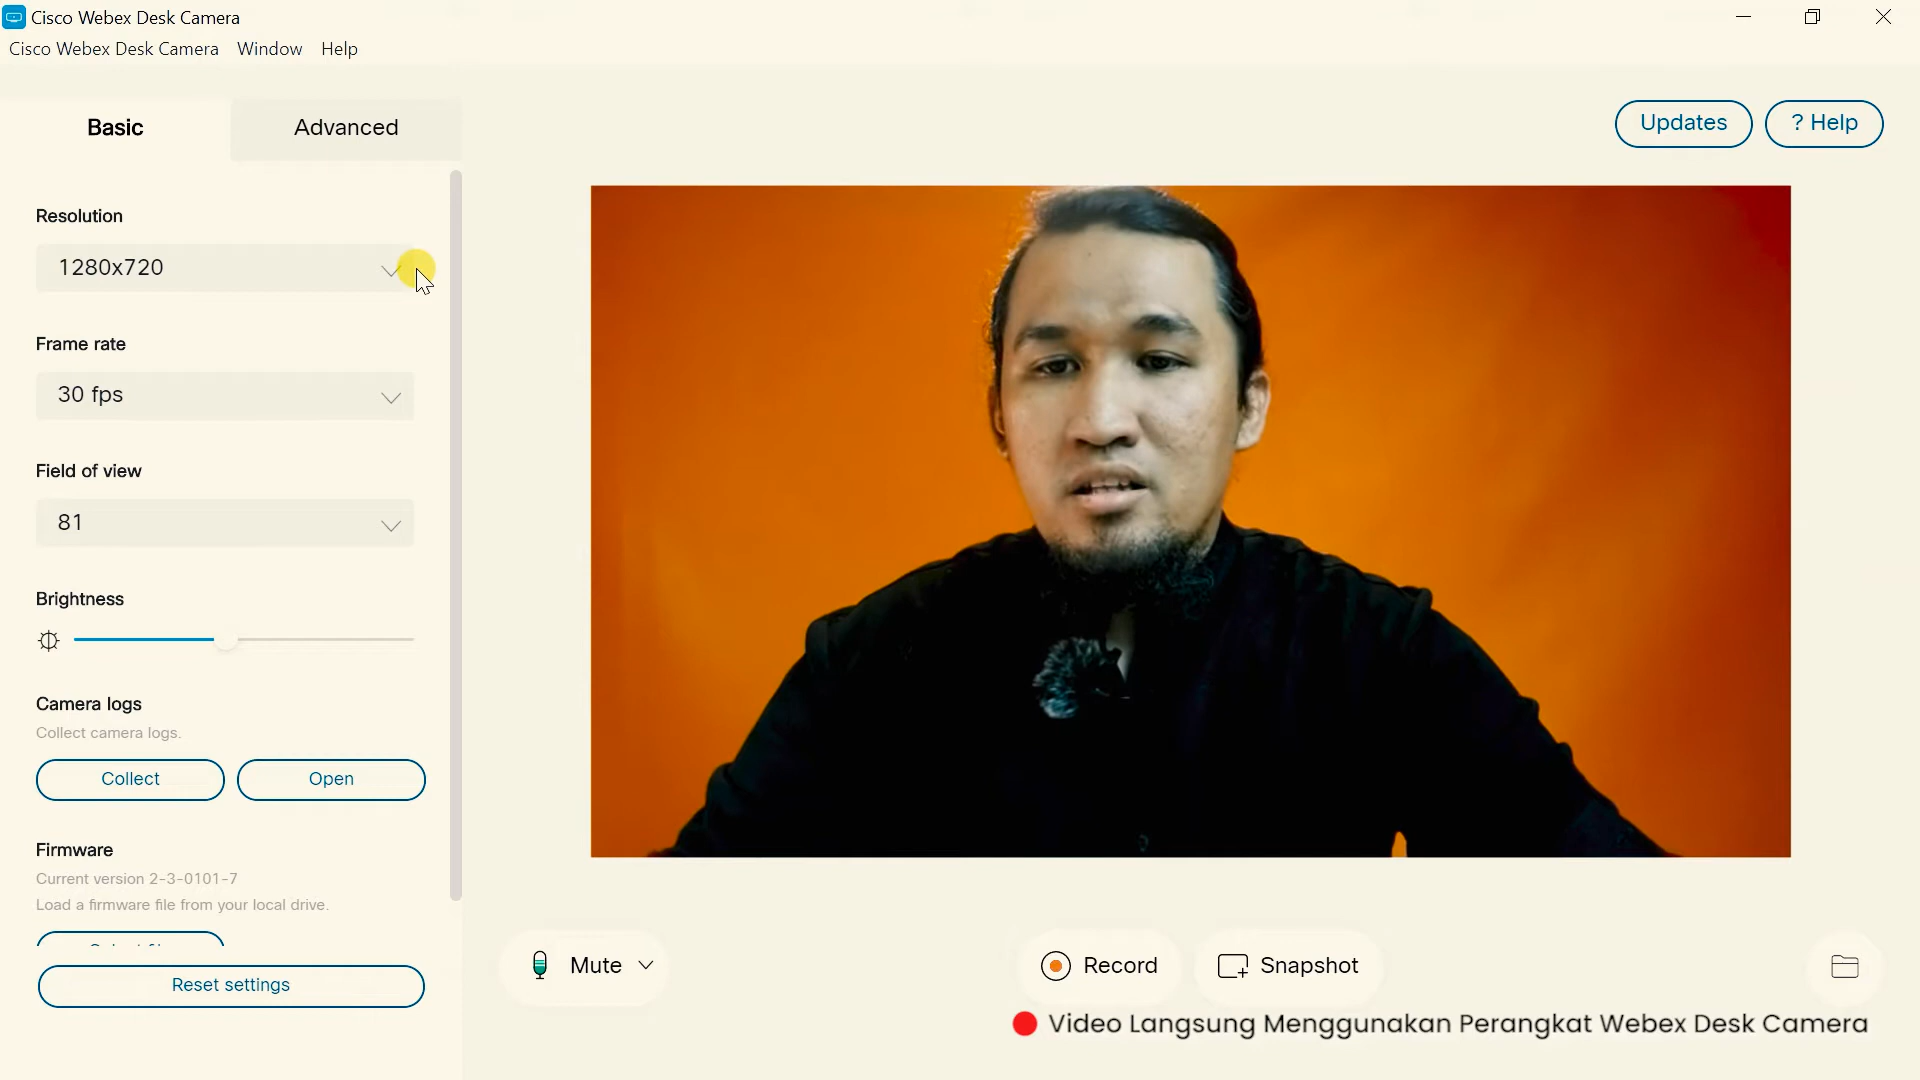 Cisco Webex Desk Camera
Cisco Webex Desk Camera Window Help
Basic Advanced
Updates ? Help
Resolution
1280x720
Frame rate
30 fps
Field of view
81
Brightness
Camera logs
Collect camera logs.
Collect Open
Firmware
Current version 2-3-0101-7
Load a firmware file from your local drive.
Reset settings
Mute Record Snapshot
Video Langsung Menggunakan Perangkat Webex Desk Camera